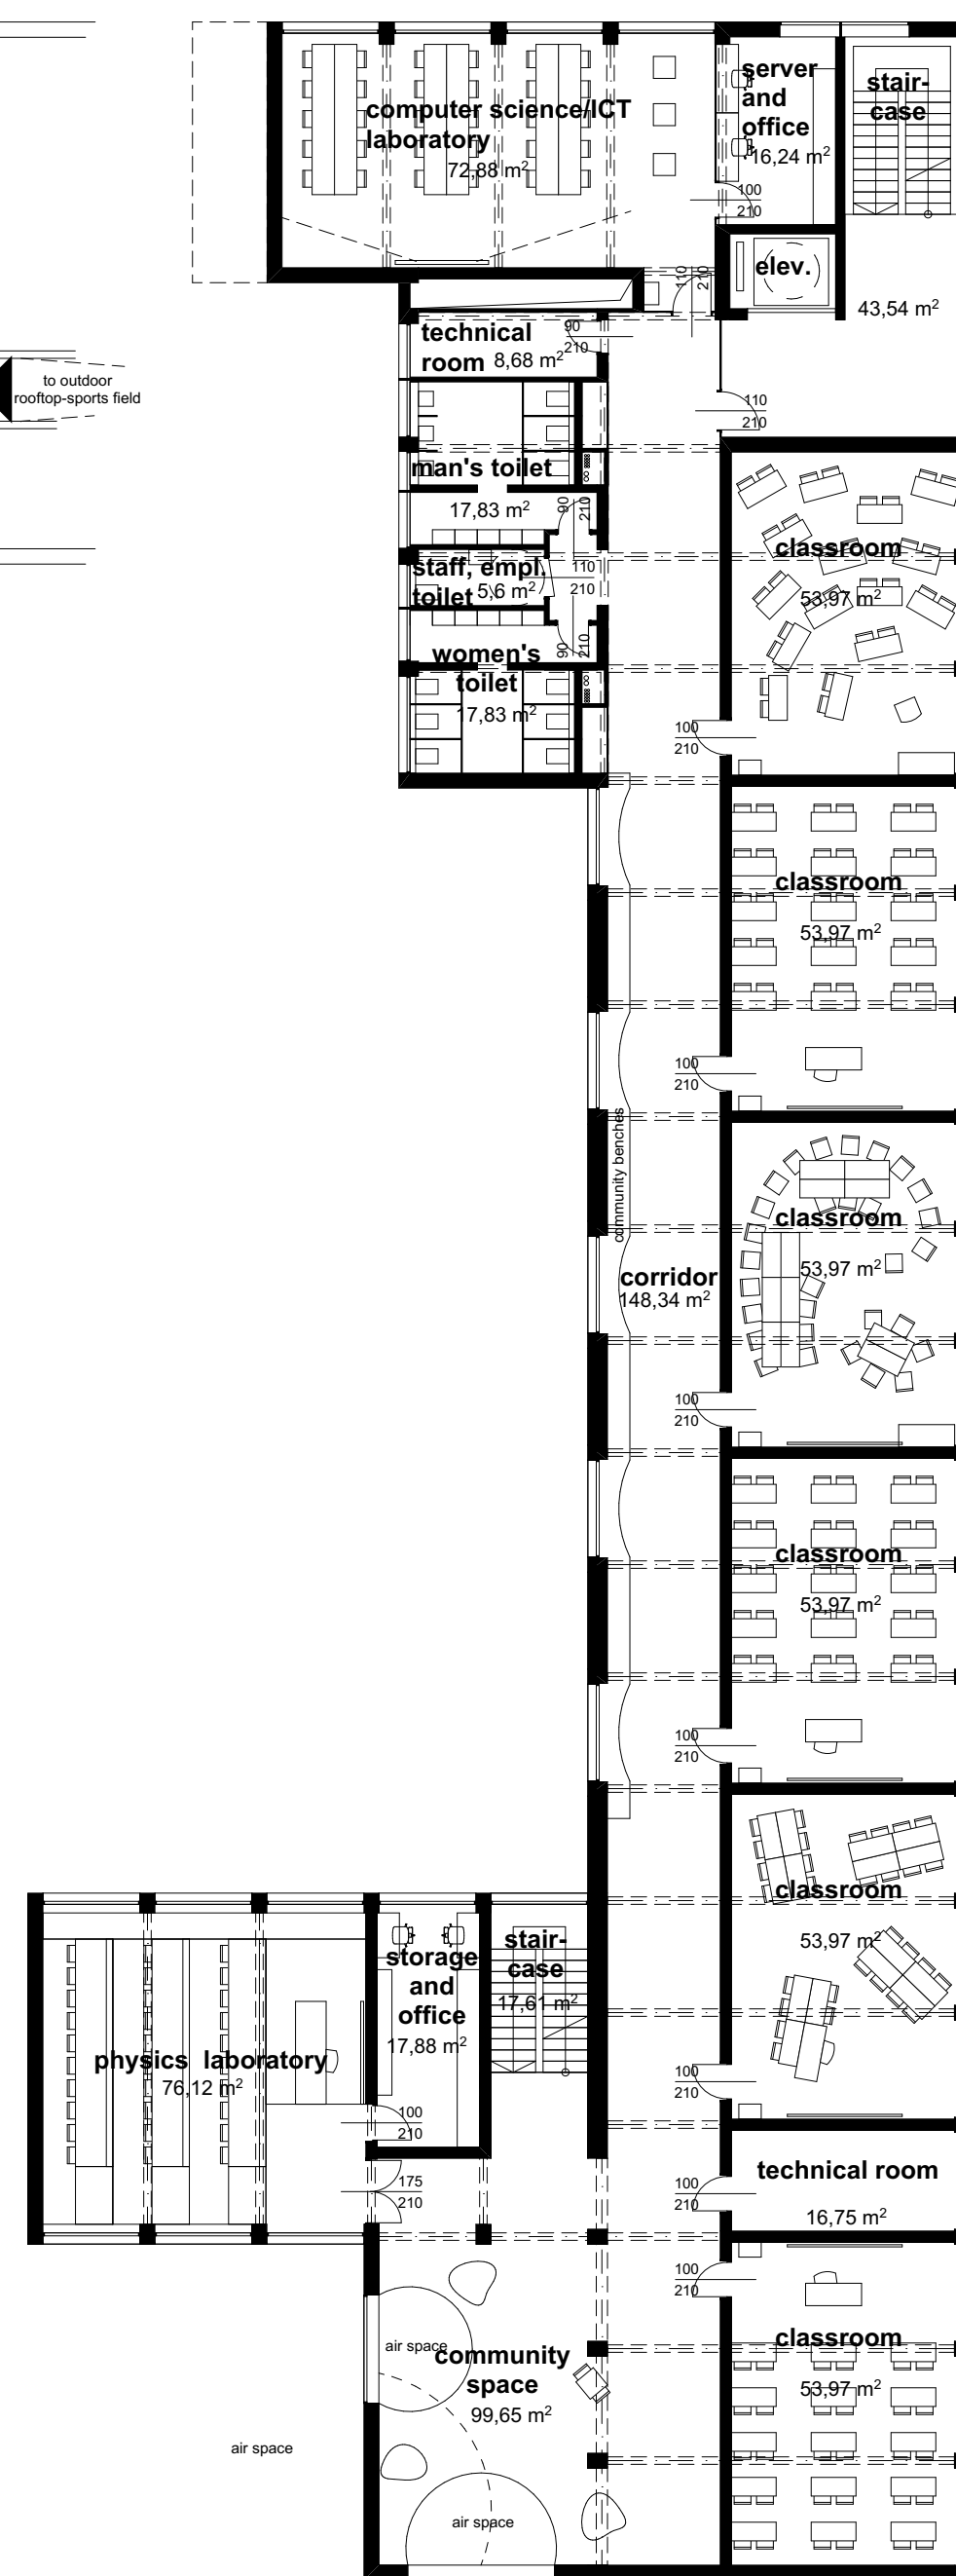 computer science/ICT
laboratory
72,88 m²
server
and
office
16,24 m²
stair-
case
100
210
elev.
110
210
43,54 m²
technical
room 8,68 m²
90
210
to outdoor
rooftop-sports field
110
210
man's toilet
17,83 m²
90
210
staff, empl.
toilet 5,6 m²
110
210
women's
toilet
17,83 m²
90
210
classroom
53,97 m²
100
210
classroom
53,97 m²
100
210
community benches
corridor
148,34 m²
classroom
53,97 m²
100
210
classroom
53,97 m²
100
210
classroom
53,97 m²
100
210
storage
and
office
17,88 m²
stair-
case
17,61 m²
physics laboratory
76,12 m²
100
210
175
210
technical room
16,75 m²
100
210
100
210
classroom
53,97 m²
air space
community
space
99,65 m²
air space
air space